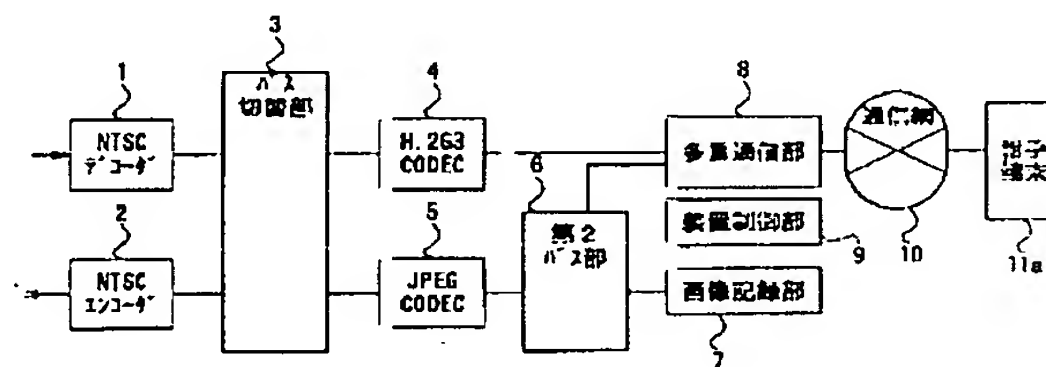 3
バス
切替部
1
NTSC
デコーダ
4
H.263
CODEC
8
多重通信部
通信網
10
相手
端末
11a
2
NTSC
エンコーダ
5
JPEG
CODEC
6
第2
バス部
装置制御部
9
画像記録部
7